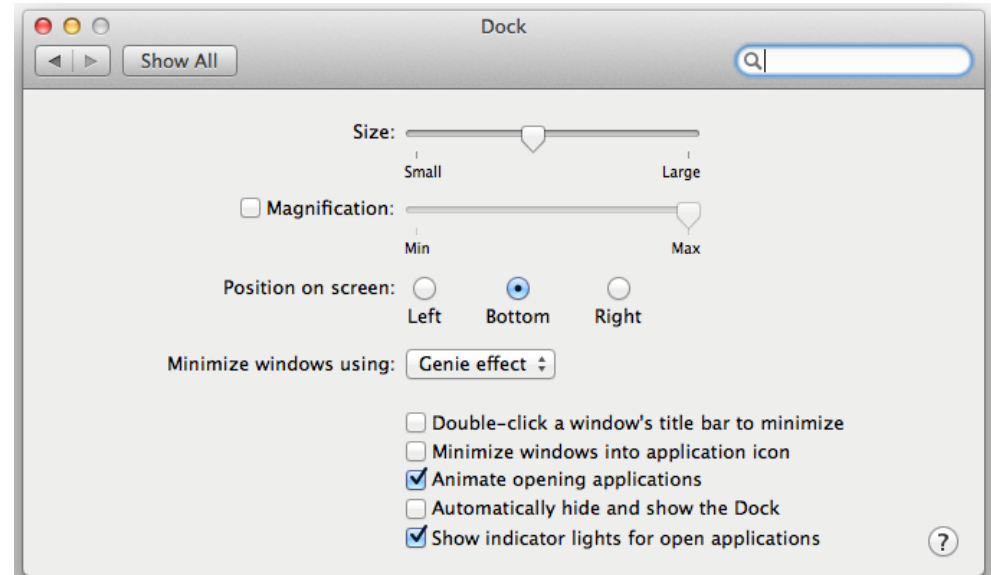 Dock
Show All
Size:
Small Large
Magnification:
Min Max
Position on screen:
Left Bottom Right
Minimize windows using: Genie effect
Double-click a window's title bar to minimize
Minimize windows into application icon
Animate opening applications
Automatically hide and show the Dock
Show indicator lights for open applications
?